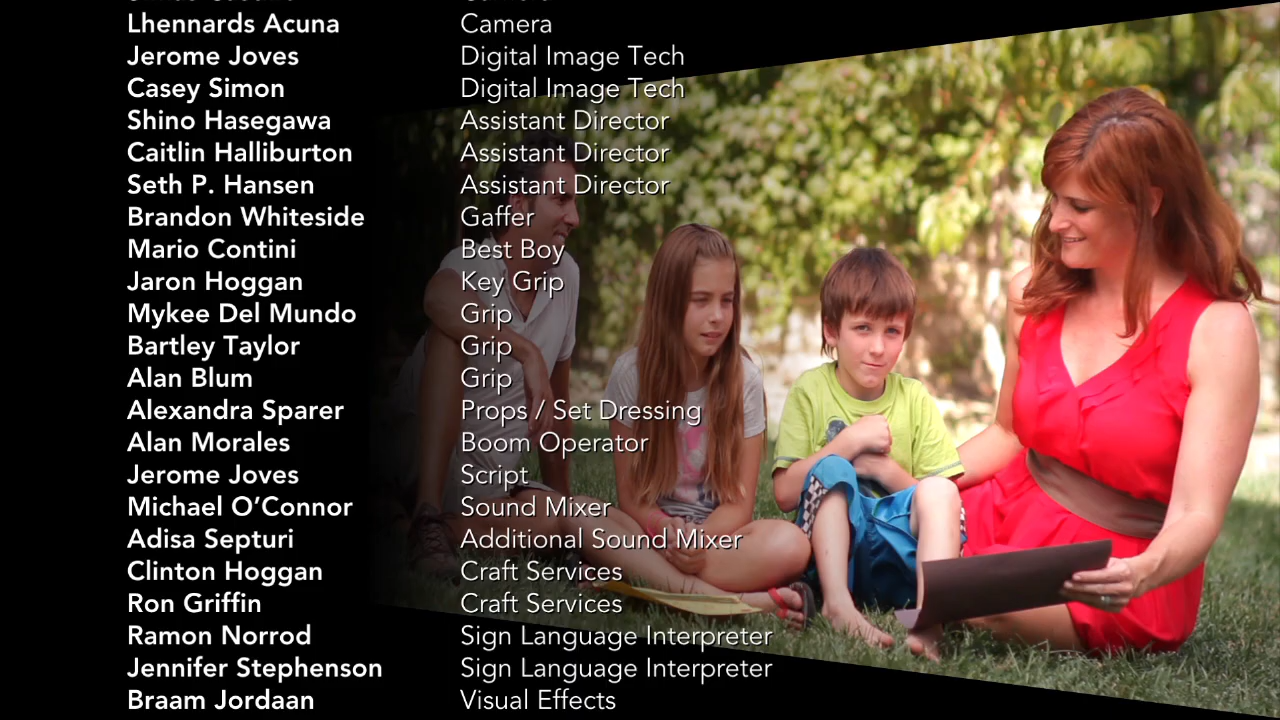 Lhennards Acuna Camera
Jerome Joves Digital Image Tech
Casey Simon Digital Image Tech
Shino Hasegawa Assistant Director
Caitlin Halliburton Assistant Director
Seth P. Hansen Assistant Director
Brandon Whiteside Gaffer
Mario Contini Best Boy
Jaron Hoggan Key Grip
Mykee Del Mundo Grip
Bartley Taylor Grip
Alan Blum Grip
Alexandra Sparer Props / Set Dressing
Alan Morales Boom Operator
Jerome Joves Script
Michael O’Connor Sound Mixer
Adisa Septuri Additional Sound Mixer
Clinton Hoggan Craft Services
Ron Griffin Craft Services
Ramon Norrod Sign Language Interpreter
Jennifer Stephenson Sign Language Interpreter
Braam Jordaan Visual Effects